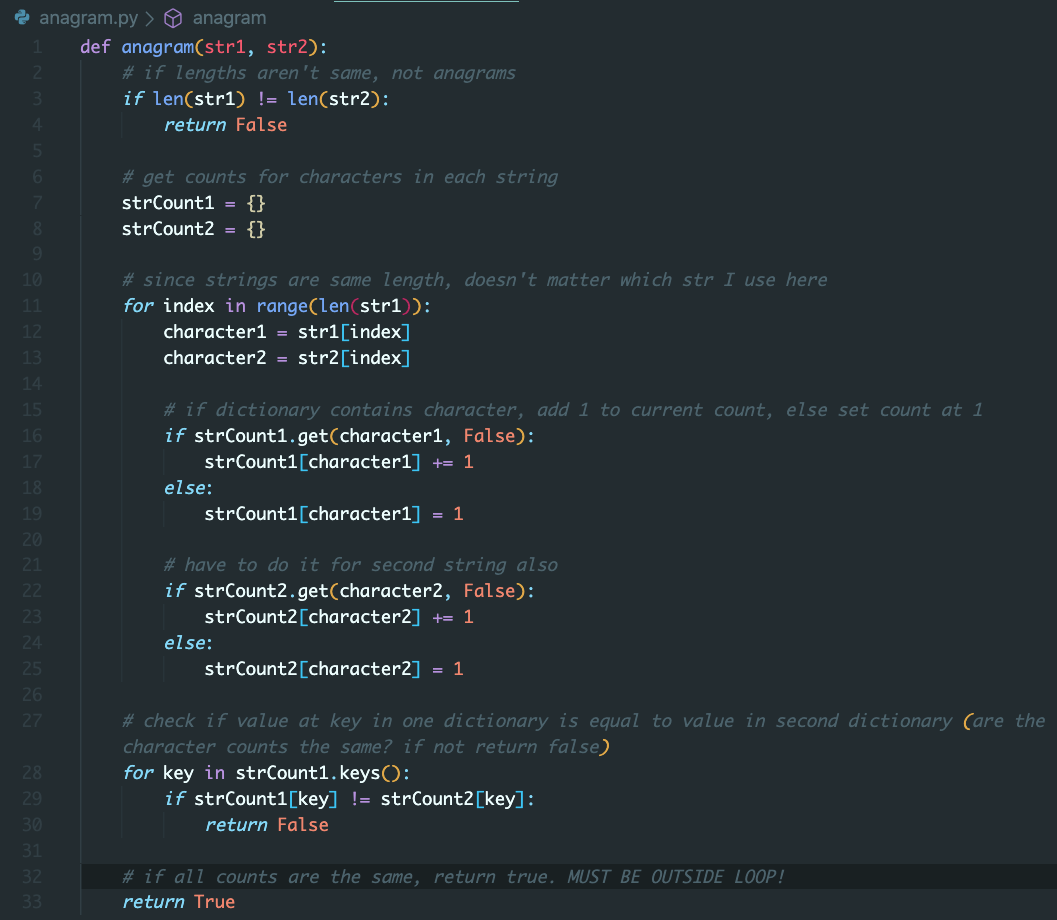 anagram.py > anagram
1 def anagram(str1, str2):
2 # if lengths aren't same, not anagrams
3 if len(str1) != len(str2):
4 return False
5
6 # get counts for characters in each string
7 strCount1 = {}
8 strCount2 = {}
9
10 # since strings are same length, doesn't matter which str I use here
11 for index in range(len(str1)):
12 character1 = str1[index]
13 character2 = str2[index]
14
15 # if dictionary contains character, add 1 to current count, else set count at 1
16 if strCount1.get(character1, False):
17 strCount1[character1] += 1
18 else:
19 strCount1[character1] = 1
20
21 # have to do it for second string also
22 if strCount2.get(character2, False):
23 strCount2[character2] += 1
24 else:
25 strCount2[character2] = 1
26
27 # check if value at key in one dictionary is equal to value in second dictionary (are the
character counts the same? if not return false)
28 for key in strCount1.keys():
29 if strCount1[key] != strCount2[key]:
30 return False
31
32 # if all counts are the same, return true. MUST BE OUTSIDE LOOP!
33 return True